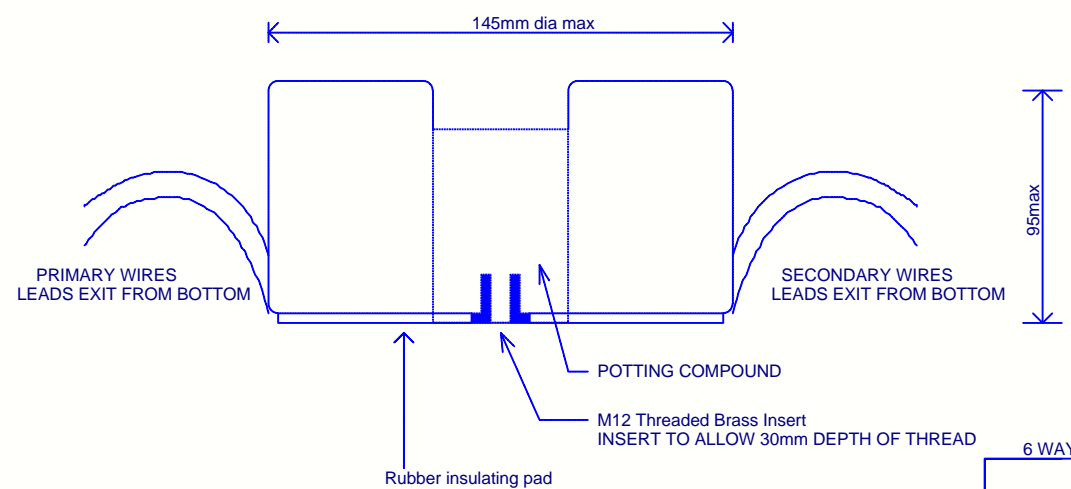 145mm dia max
95max
PRIMARY WIRES
LEADS EXIT FROM BOTTOM
SECONDARY WIRES
LEADS EXIT FROM BOTTOM
POTTING COMPOUND
M12 Threaded Brass Insert
INSERT TO ALLOW 30mm DEPTH OF THREAD
6 WAY
Rubber insulating pad